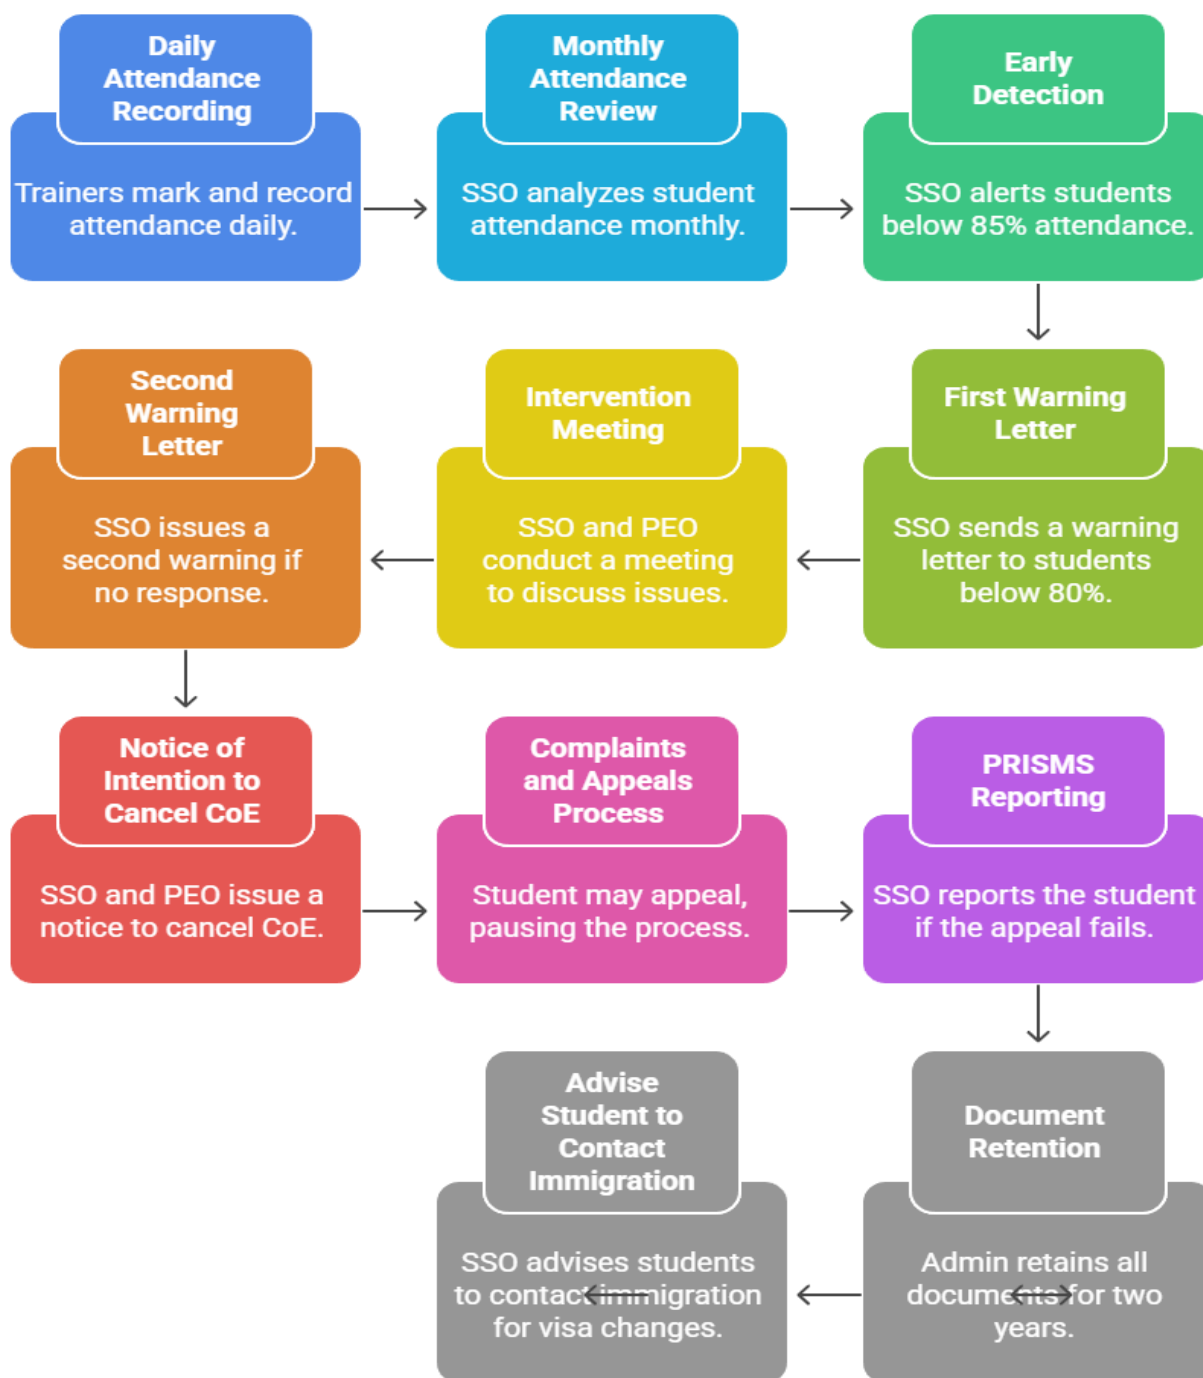 Daily
Attendance
Recording
Trainers mark and record
attendance daily.
Monthly
Attendance
Review
SSO analyzes student
attendance monthly.
Early
Detection
SSO alerts students
below 85% attendance.
First Warning
Letter
SSO sends a warning
letter to students
below 80%.
Intervention
Meeting
SSO and PEO
conduct a meeting
to discuss issues.
Second
Warning
Letter
SSO issues a
second warning if
no response.
Notice of
Intention to
Cancel CoE
SSO and PEO issue a
notice to cancel CoE.
Complaints
and Appeals
Process
Student may appeal,
pausing the process.
PRISMS
Reporting
SSO reports the student
if the appeal fails.
Document
Retention
Admin retains all
documents for two
years.
Advise
Student to
Contact
Immigration
SSO advises students
to contact immigration
for visa changes.